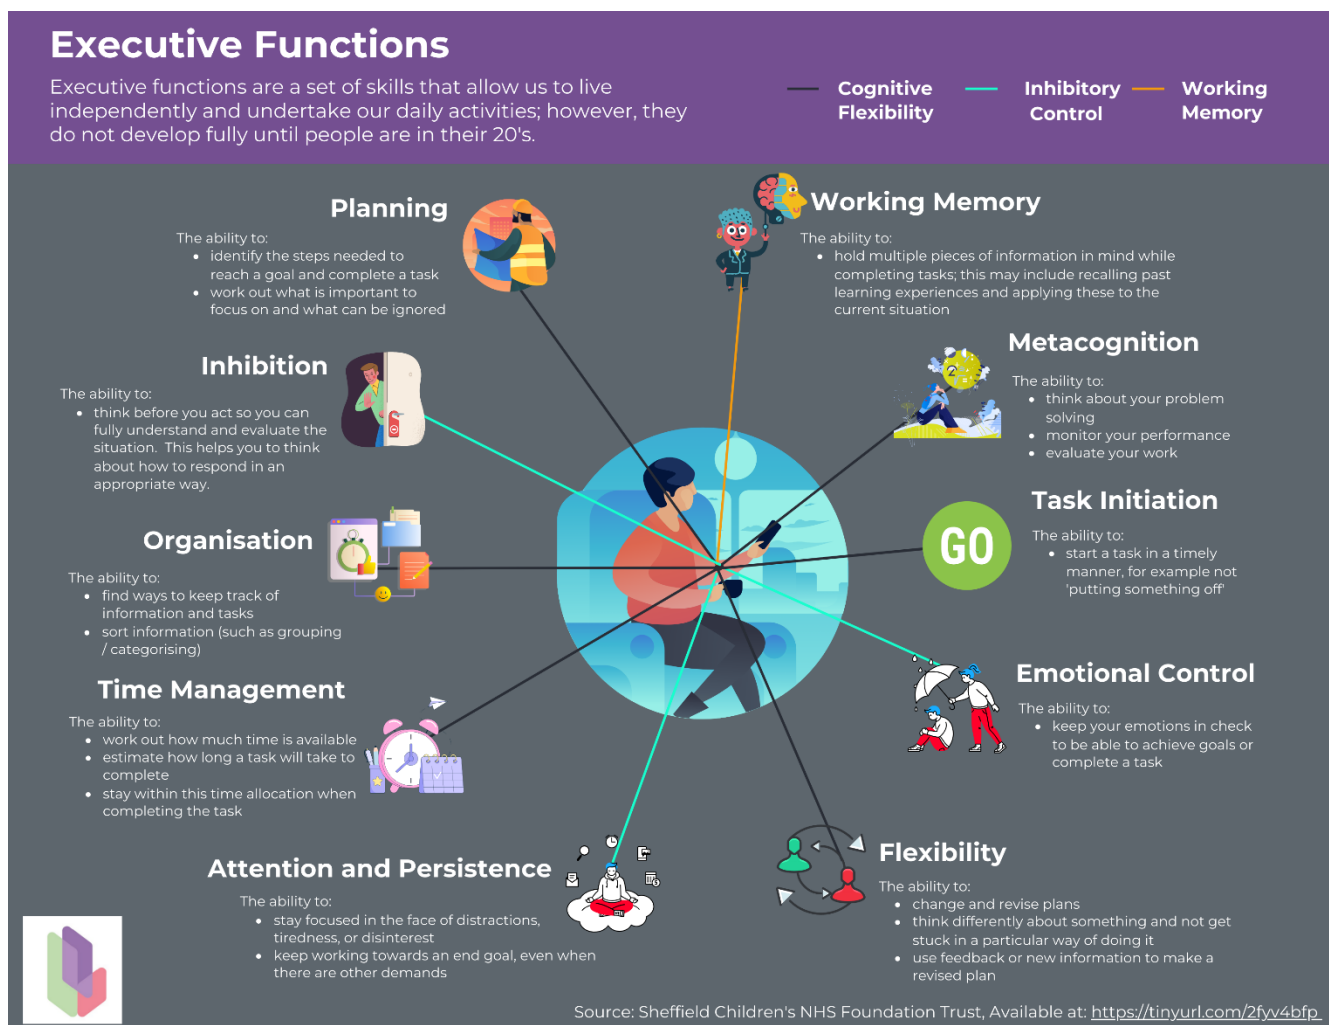 Executive Functions
Executive functions are a set of skills that allow us to live
independently and undertake our daily activities; however, they
do not develop fully until people are in their 20's.
Cognitive
Flexibility
Inhibitory
Control
Working
Memory
Planning
The ability to:
• identify the steps needed to
reach a goal and complete a task
• work out what is important to
focus on and what can be ignored
Inhibition
The ability to:
• think before you act so you can
fully understand and evaluate the
situation. This helps you to think
about how to respond in an
appropriate way.
Organisation
The ability to:
• find ways to keep track of
information and tasks
• sort information (such as grouping
/ categorising)
Time Management
The ability to:
• work out how much time is available
• estimate how long a task will take to
complete
• stay within this time allocation when
completing the task
Attention and Persistence
The ability to:
• stay focused in the face of distractions,
tiredness, or disinterest
• keep working towards an end goal, even when
there are other demands
Working Memory
The ability to:
• hold multiple pieces of information in mind while
completing tasks; this may include recalling past
learning experiences and applying these to the
current situation
Metacognition
The ability to:
• think about your problem
solving
• monitor your performance
• evaluate your work
GO
Task Initiation
The ability to:
• start a task in a timely
manner, for example not
'putting something off'
Emotional Control
The ability to:
• keep your emotions in check
to be able to achieve goals or
complete a task
Flexibility
The ability to:
• change and revise plans
• think differently about something and not get
stuck in a particular way of doing it
• use feedback or new information to make a
revised plan
Source: Sheffield Children's NHS Foundation Trust, Available at: https://tinyurl.com/2fyv4bfp